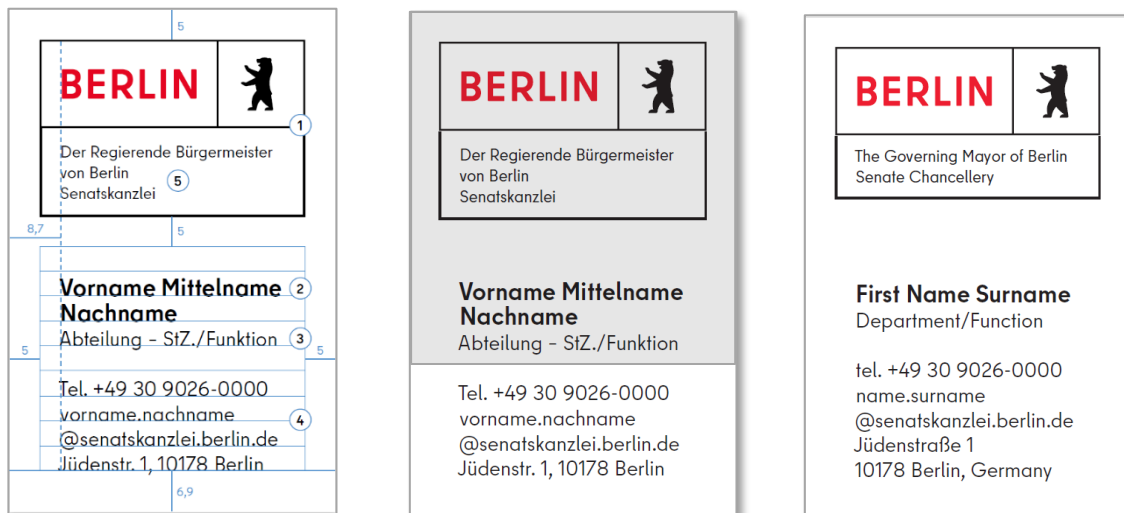 5
BERLIN
1
Der Regierende Bürgermeister
von Berlin
Senatskanzlei
5
8,7
5
Vorname Mittelname
2
Nachname
Abteilung – StZ./Funktion
3
5
5
Tel. +49 30 9026-0000
vorname.nachname
4
@senatskanzlei.berlin.de
Jüdenstr. 1, 10178 Berlin
6,9
BERLIN
Der Regierende Bürgermeister
von Berlin
Senatskanzlei
Vorname Mittelname
Nachname
Abteilung – StZ./Funktion
Tel. +49 30 9026-0000
vorname.nachname
@senatskanzlei.berlin.de
Jüdenstr. 1, 10178 Berlin
BERLIN
The Governing Mayor of Berlin
Senate Chancellery
First Name Surname
Department/Function
tel. +49 30 9026-0000
name.surname
@senatskanzlei.berlin.de
Jüdenstraße 1
10178 Berlin, Germany